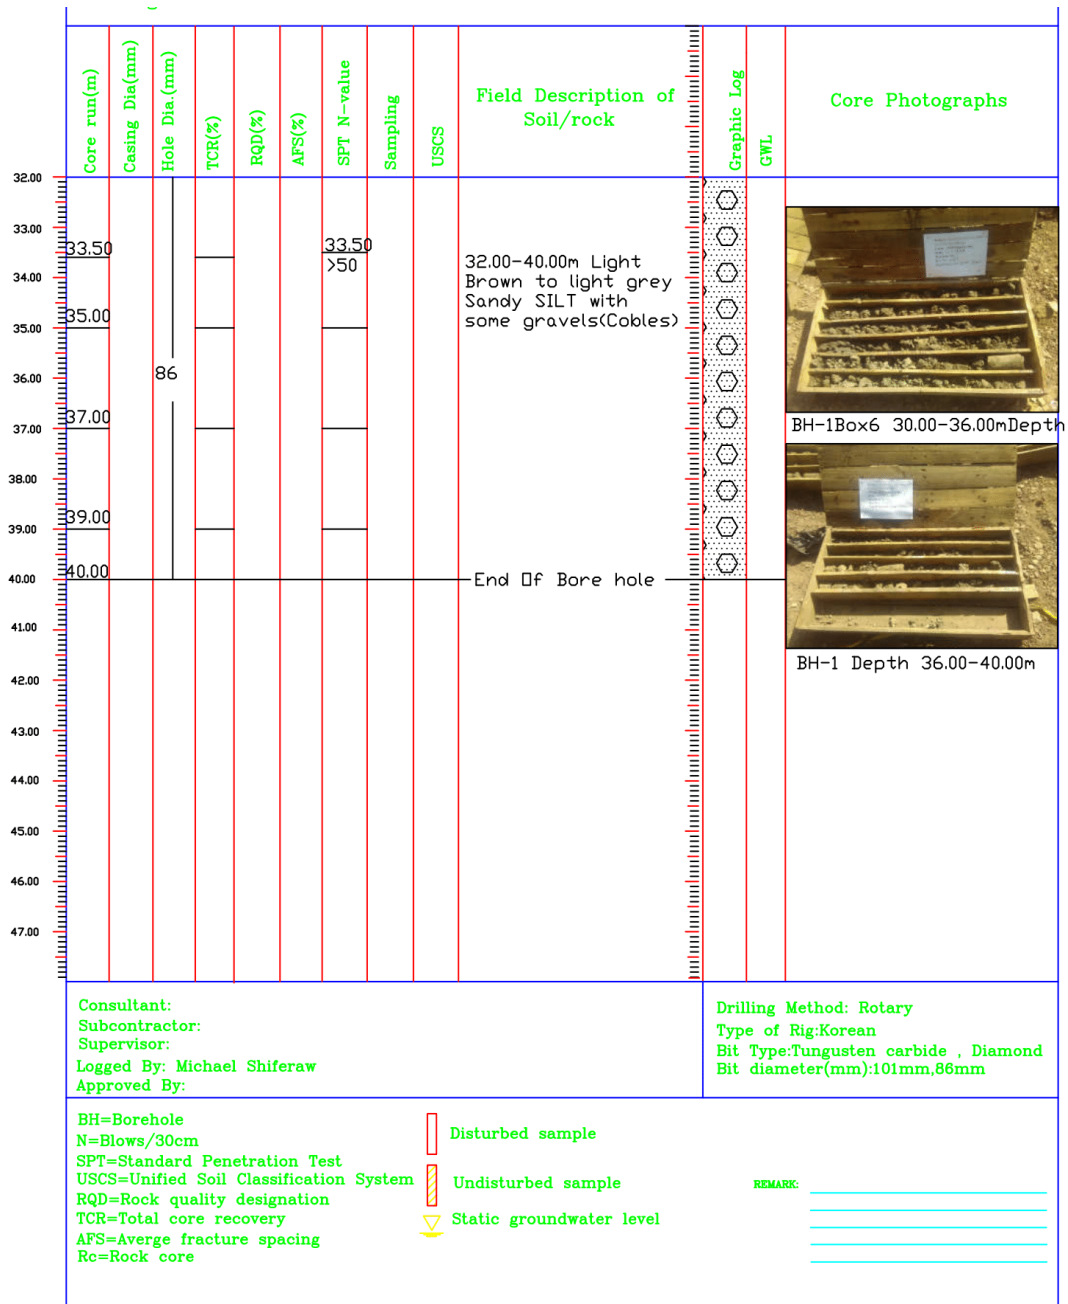 Core run(m)
Casing Dia(mm)
Hole Dia.(mm)
TCR(%)
RQD(%)
AFS(%)
SPT N-value
Sampling
USCS
Field Description of
Soil/rock
Graphic Log
GWL
Core Photographs
32.00
33.00
33.50
33.50
>50
34.00
32.00-40.00m Light
Brown to light grey
Sandy SILT with
some gravels(Cobles)
35.00
35.00
86
36.00
BH-1Box6 30.00-36.00mDepth
37.00
37.00
38.00
39.00
39.00
40.00
40.00
End Of Bore hole
BH-1 Depth 36.00-40.00m
41.00
42.00
43.00
44.00
45.00
46.00
47.00
Consultant:
Subcontractor:
Supervisor:
Logged By: Michael Shiferaw
Approved By:
Drilling Method: Rotary
Type of Rig:Korean
Bit Type:Tungusten carbide , Diamond
Bit diameter(mm):101mm,86mm
BH=Borehole
N=Blows/30cm
SPT=Standard Penetration Test
USCS=Unified Soil Classification System
RQD=Rock quality designation
TCR=Total core recovery
AFS=Averge fracture spacing
Rc=Rock core
Disturbed sample
Undisturbed sample
Static groundwater level
REMARK: